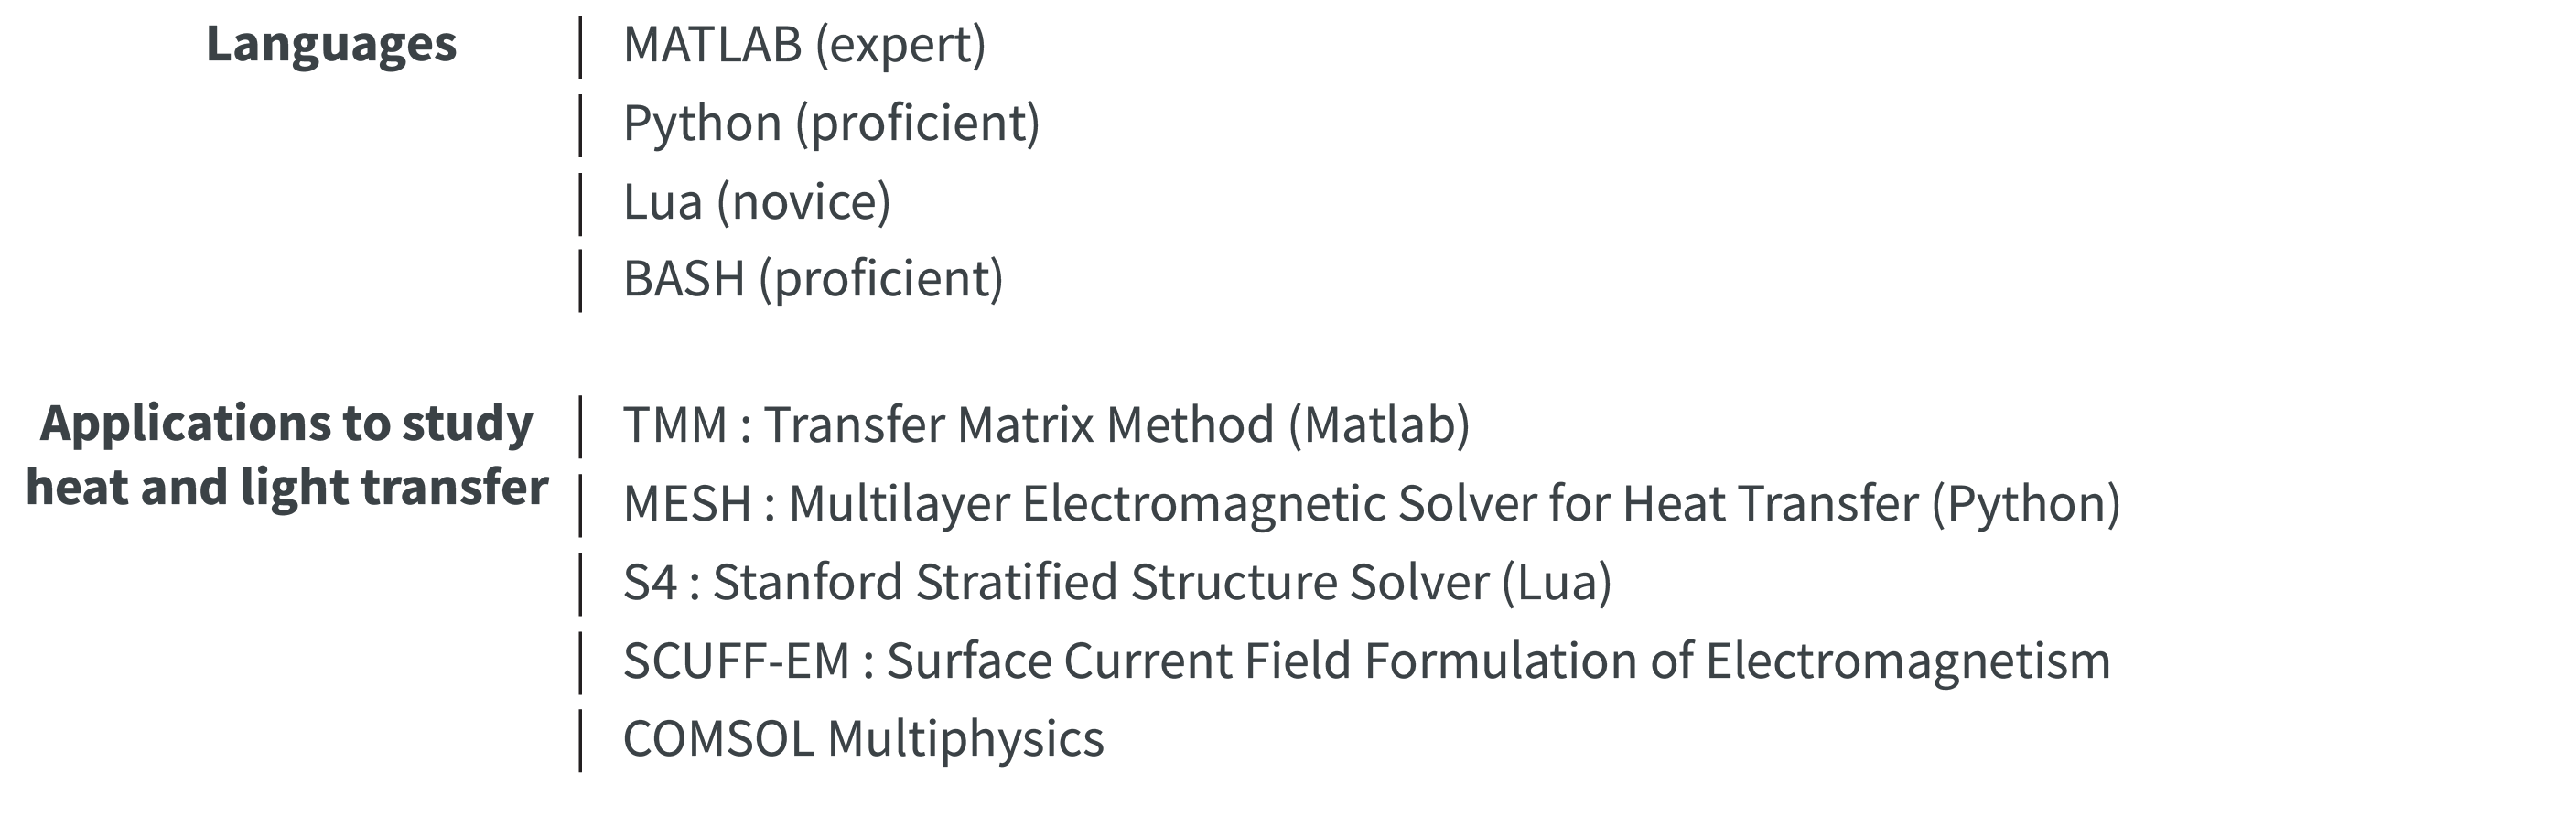 Languages
MATLAB (expert)
Python (proficient)
Lua (novice)
BASH (proficient)
Applications to study
heat and light transfer
TMM : Transfer Matrix Method (Matlab)
MESH : Multilayer Electromagnetic Solver for Heat Transfer (Python)
S4 : Stanford Stratified Structure Solver (Lua)
SCUFF-EM : Surface Current Field Formulation of Electromagnetism
COMSOL Multiphysics